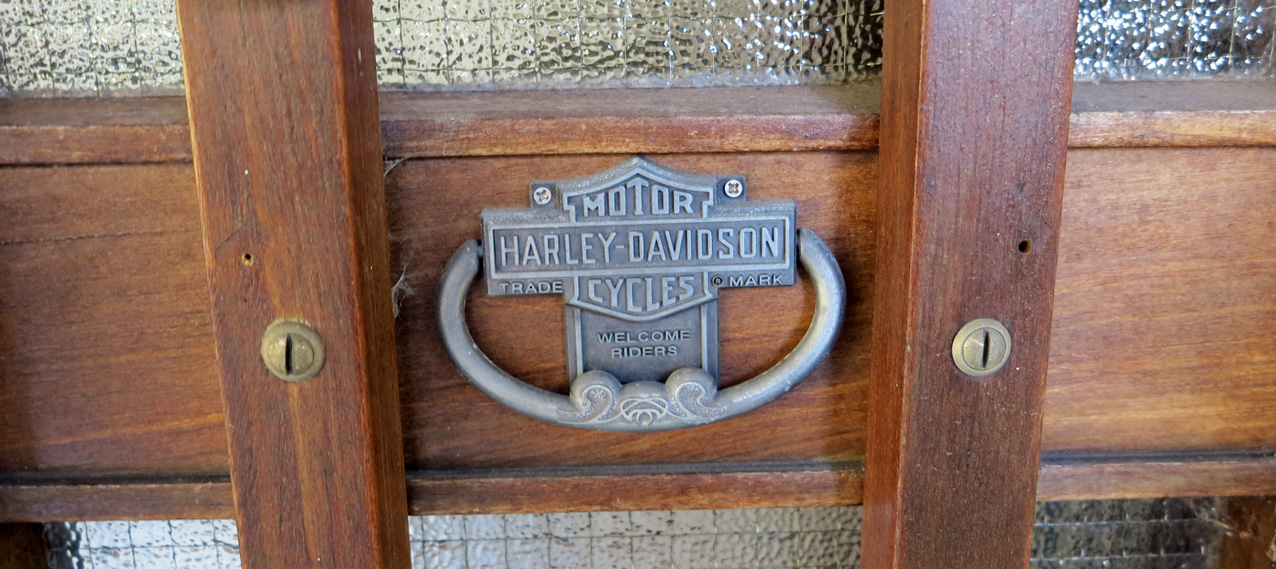 MOTOR
HARLEY-DAVIDSON
TRADE ® MARK
CYCLES
WELCOME
RIDERS